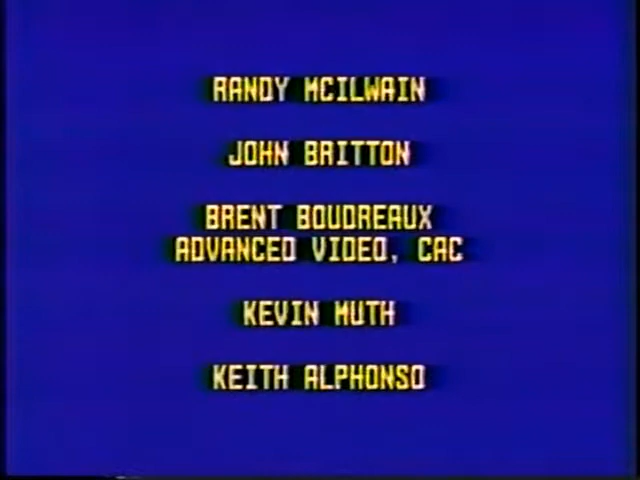 RANDY MCILWAIN
JOHN BRITTON
BRENT BOUDREAUX
ADVANCED VIDEO, CAC
KEVIN MUTH
KEITH ALPHONSO